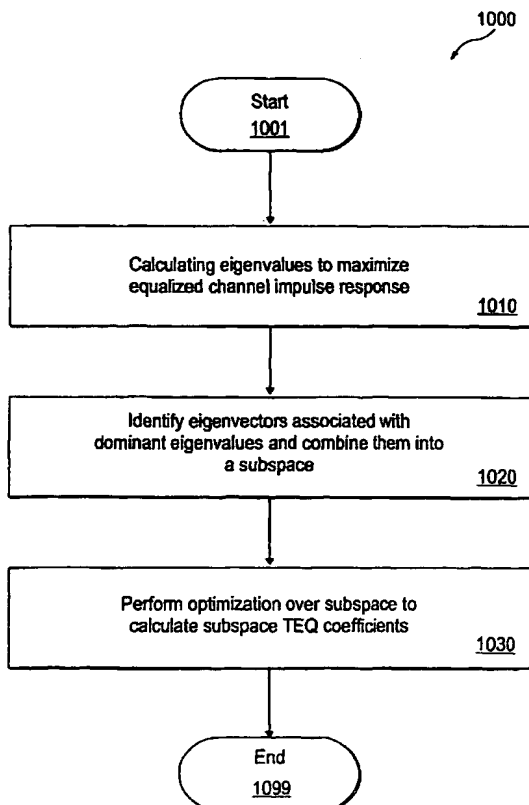 1000
Start
1001
Calculating eigenvalues to maximize
equalized channel impulse response
1010
Identify eigenvectors associated with
dominant eigenvalues and combine them into
a subspace
1020
Perform optimization over subspace to
calculate subspace TEQ coefficients
1030
End
1099